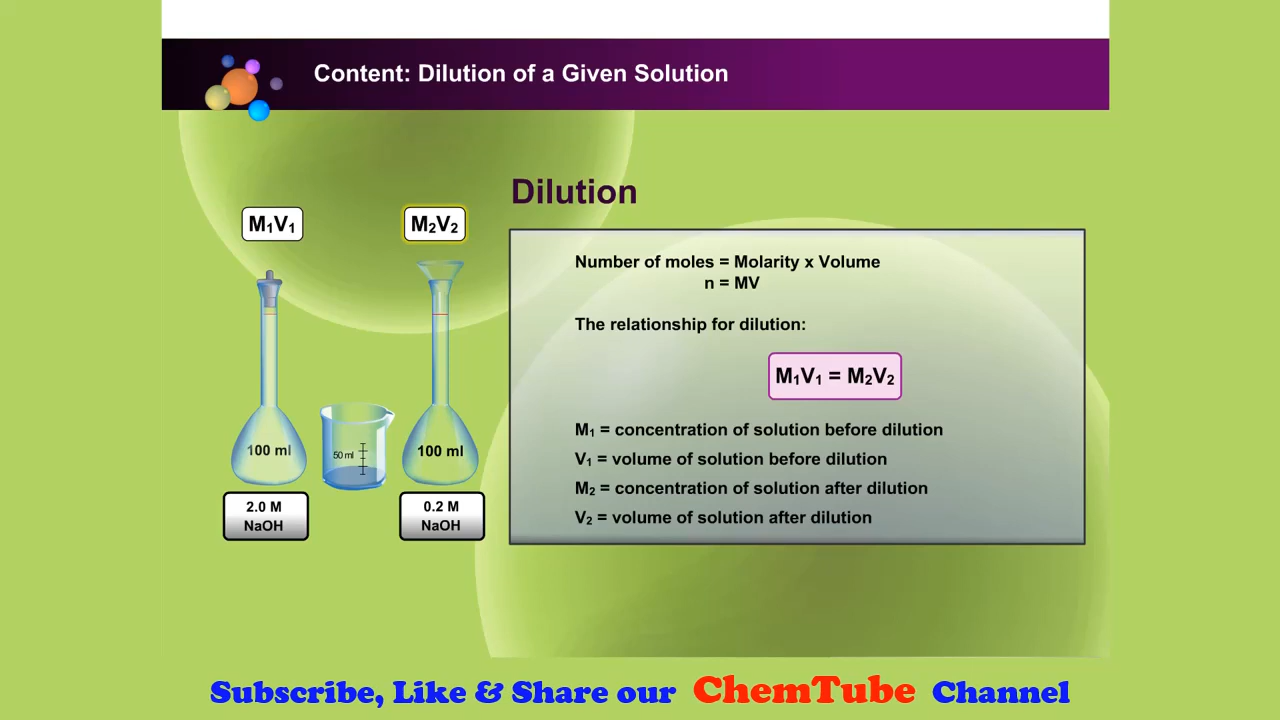 Content: Dilution of a Given Solution
Dilution
M₁V₁
M₂V₂
Number of moles = Molarity x Volume
n = MV
The relationship for dilution:
M₁V₁ = M₂V₂
M₁ = concentration of solution before dilution
V₁ = volume of solution before dilution
M₂ = concentration of solution after dilution
V₂ = volume of solution after dilution
100 ml
50 ml
100 ml
2.0 M
NaOH
0.2 M
NaOH
Subscribe, Like & Share our ChemTube Channel